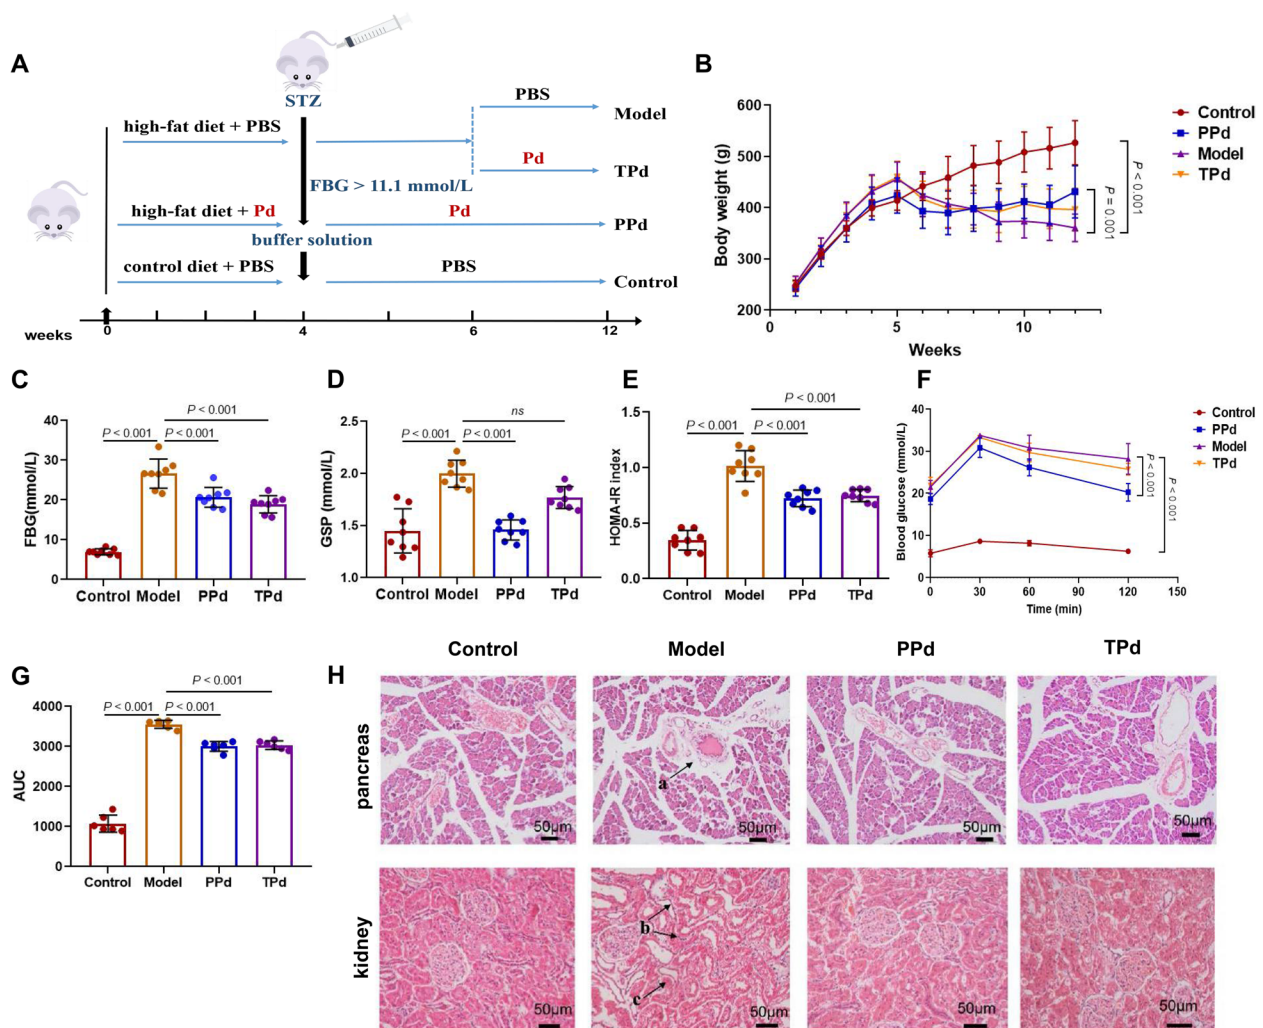 A
STZ
high-fat diet + PBS
PBS
Model
Pd
TPd
FBG > 11.1 mmol/L
high-fat diet + Pd
Pd
PPd
buffer solution
control diet + PBS
PBS
Control
weeks
0
4
6
12
B
Body weight (g)
600
500
400
300
200
0
5
10
Weeks
Control
PPd
Model
TPd
P = 0.001
P < 0.001
C
FBG(mmol/L)
40
30
20
10
0
P < 0.001
P < 0.001
P < 0.001
Control Model PPd TPd
D
GSP (mmol/L)
2.5
2.0
1.5
1.0
ns
P < 0.001
P < 0.001
Control Model PPd TPd
E
HOMA-IR index
1.5
1.0
0.5
0.0
P < 0.001
P < 0.001
P < 0.001
Control Model PPd TPd
F
Blood glucose (mmol/L)
40
30
20
10
0
0 30 60 90 120 150
Time (min)
Control
PPd
Model
TPd
P < 0.001
P < 0.001
G
AUC
4000
3000
2000
1000
0
P < 0.001
P < 0.001
P < 0.001
Control Model PPd TPd
H
Control Model PPd TPd
pancreas
a
50μm
50μm
50μm
50μm
kidney
b
c
50μm
50μm
50μm
50μm